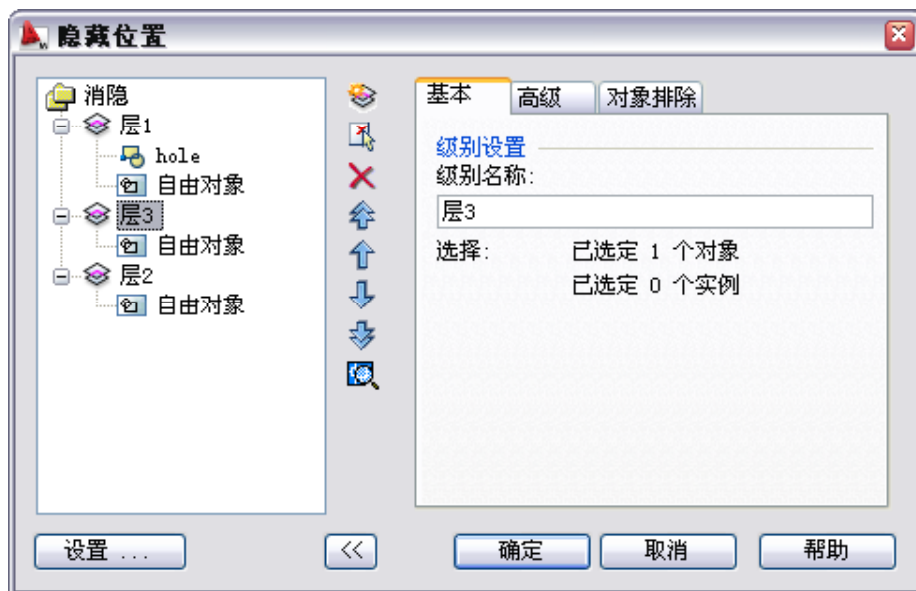 隐藏位置
消隐
层1
hole
自由对象
层3
自由对象
层2
自由对象
基本 高级 对象排除
级别设置
级别名称:
层3
选择: 已选定 1 个对象
已选定 0 个实例
设置 ... << 确定 取消 帮助